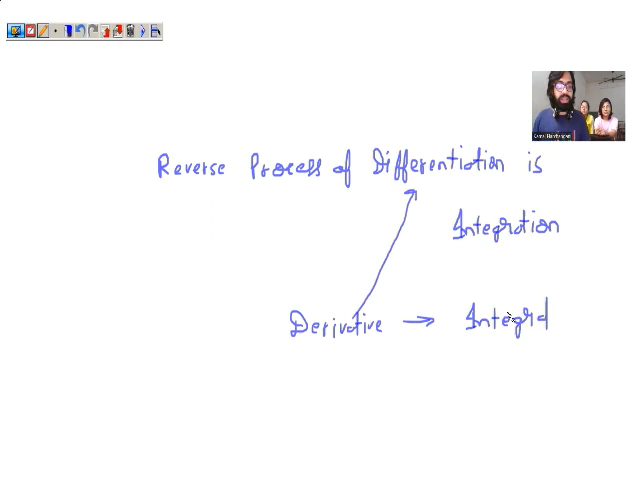 Reverse Process of Differentiation is
Integration
Derivative → Integral